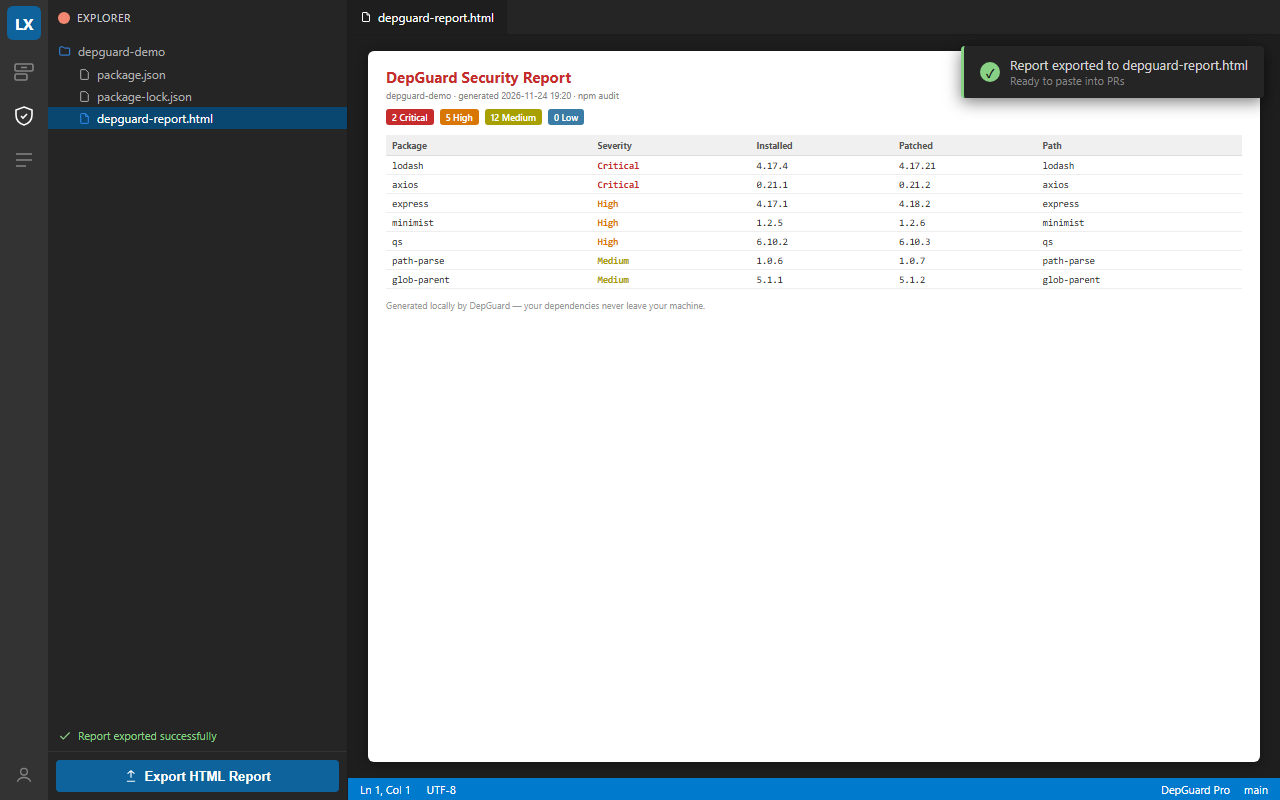 LX
EXPLORER
depguard-demo
package.json
package-lock.json
depguard-report.html
Report exported successfully
Export HTML Report
depguard-report.html
Report exported to depguard-report.html
Ready to paste into PRs
DepGuard Security Report
depguard-demo · generated 2026-11-24 19:20 · npm audit
2 Critical 5 High 12 Medium 0 Low
Package Severity Installed Patched Path
lodash Critical 4.17.4 4.17.21 lodash
axios Critical 0.21.1 0.21.2 axios
express High 4.17.1 4.18.2 express
minimist High 1.2.5 1.2.6 minimist
qs High 6.10.2 6.10.3 qs
path-parse Medium 1.0.6 1.0.7 path-parse
glob-parent Medium 5.1.1 5.1.2 glob-parent
Generated locally by DepGuard — your dependencies never leave your machine.
Ln 1, Col 1 UTF-8 DepGuard Pro main